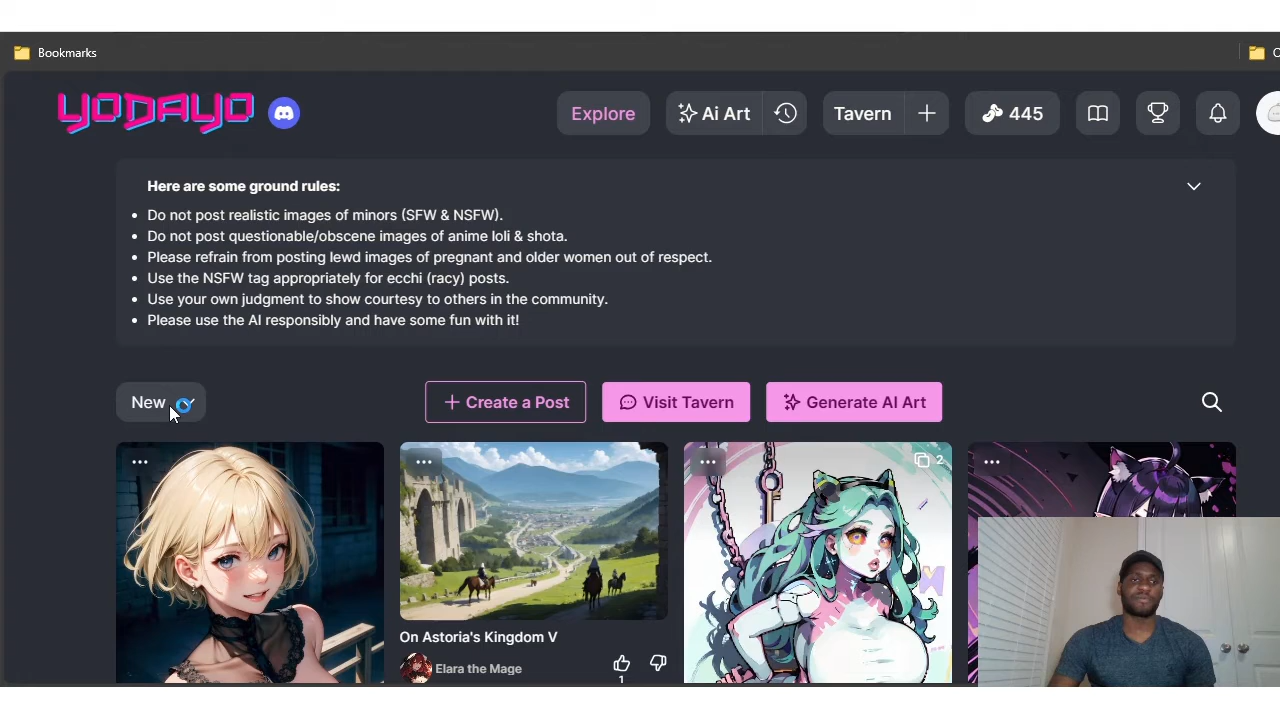 Bookmarks
YODAYO
Explore
Ai Art
Tavern
445
Here are some ground rules:
Do not post realistic images of minors (SFW & NSFW).
Do not post questionable/obscene images of anime loli & shota.
Please refrain from posting lewd images of pregnant and older women out of respect.
Use the NSFW tag appropriately for ecchi (racy) posts.
Use your own judgment to show courtesy to others in the community.
Please use the AI responsibly and have some fun with it!
New
+ Create a Post
Visit Tavern
Generate AI Art
2
On Astoria's Kingdom V
Elara the Mage
1